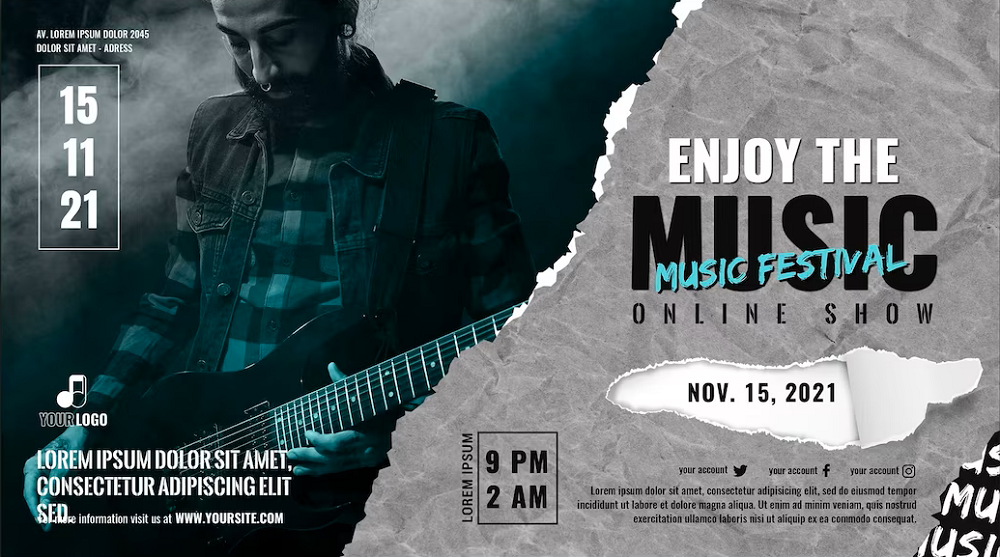 AV. LOREM IPSUM DOLOR 2045
DOLOR SIT AMET - ADRESS
15
11
21
YOUR LOGO
LOREM IPSUM DOLOR SIT AMET,
CONSECTETUR ADIPISCING ELIT
SED
more information visit us at WWW.YOURSITE.COM
ENJOY THE
MUSIC
MUSIC FESTIVAL
ONLINE SHOW
NOV. 15, 2021
LOREM IPSUM
9 PM
2 AM
your account
your account
your account
Lorem ipsum dolor sit amet, consectetur adipisicing elit, sed do eiusmod tempor
incididunt ut labore et dolore magna aliqua. Ut enim ad minim veniam, quis nostrud
exercitation ullamco laboris nisi ut aliquip ex ea commodo consequat.